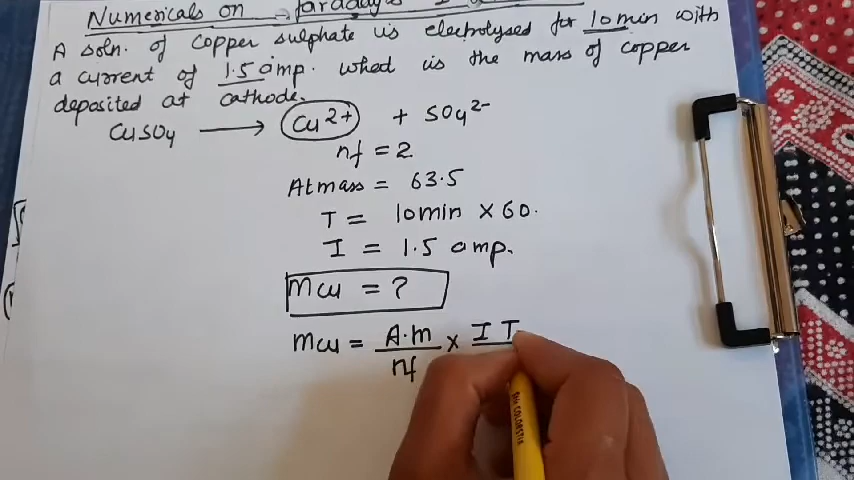 Numericals on Faraday's I
A soln. of copper sulphate is electrolysed for 10 min with
a current of 1.5 amp. what is the mass of copper
deposited at cathode.
CuSO4 → Cu2+ + SO42-
nf = 2
At mass = 63.5
T = 10min × 60.
I = 1.5 amp.
mcu = ?
mcu = A.m/nf × I T